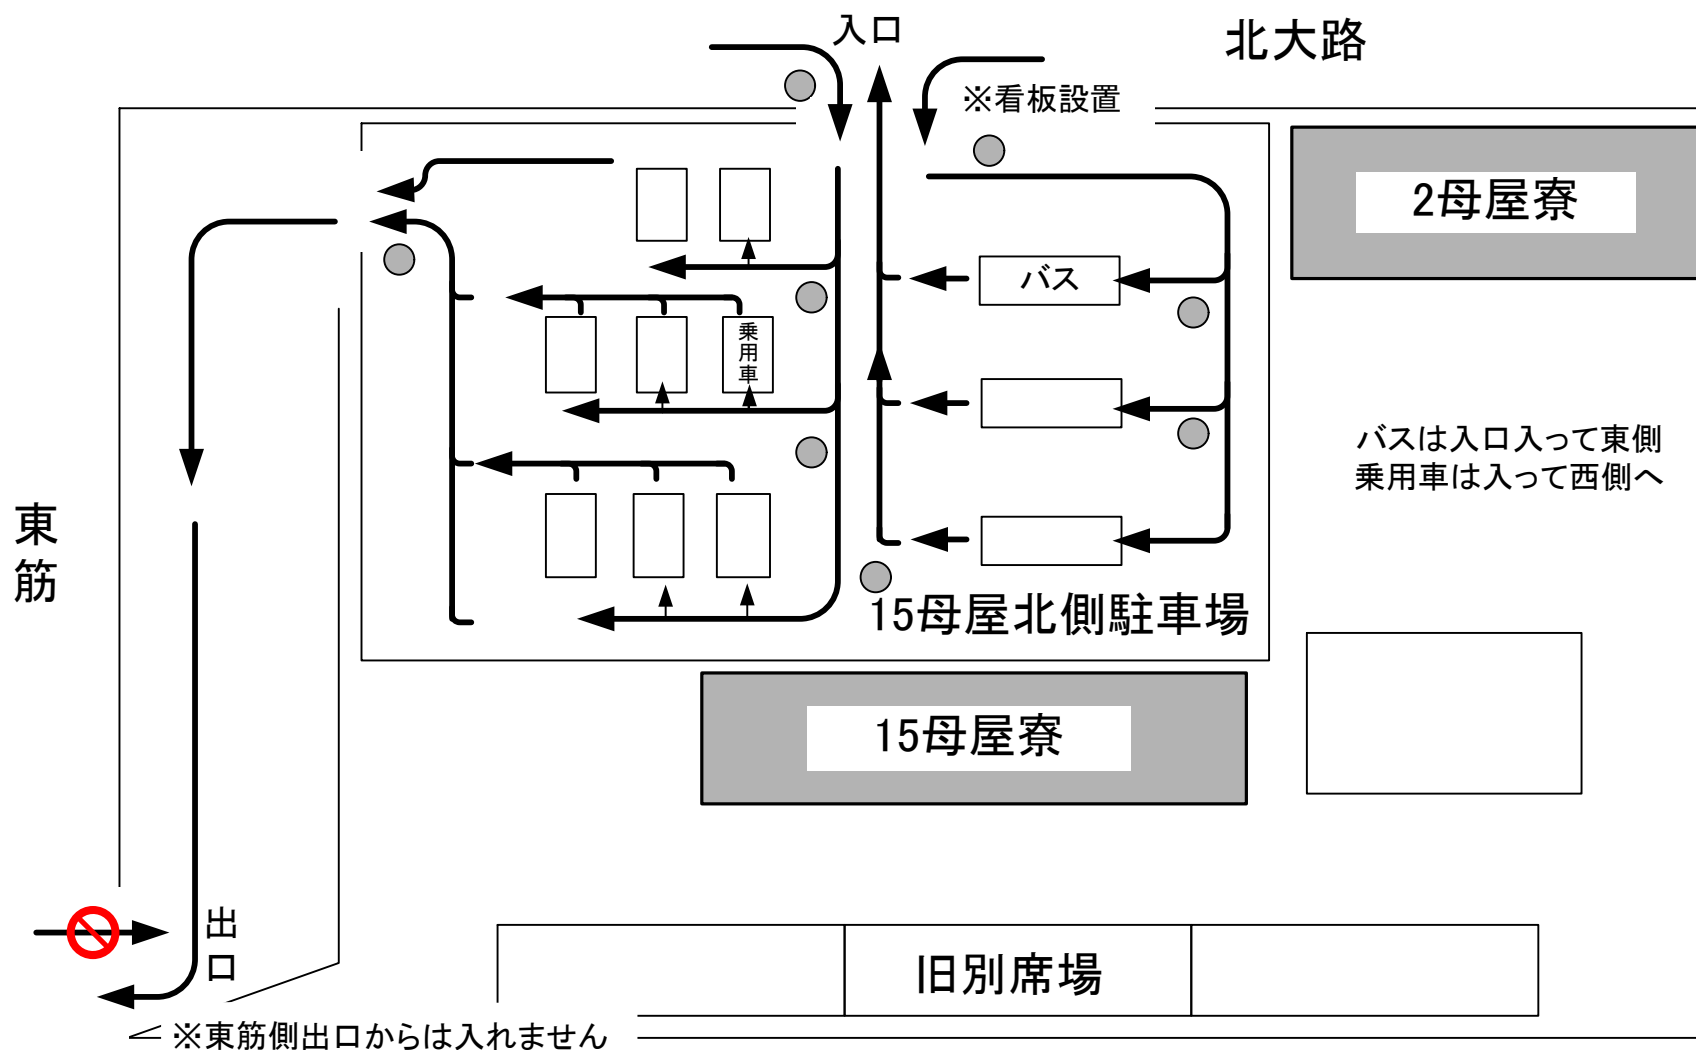 入口
北大路
※看板設置
2母屋寮
バス
乗用車
バスは入口入って東側
乗用車は入って西側へ
東筋
15母屋北側駐車場
15母屋寮
出口
旧別席場
※東筋側出口からは入れません